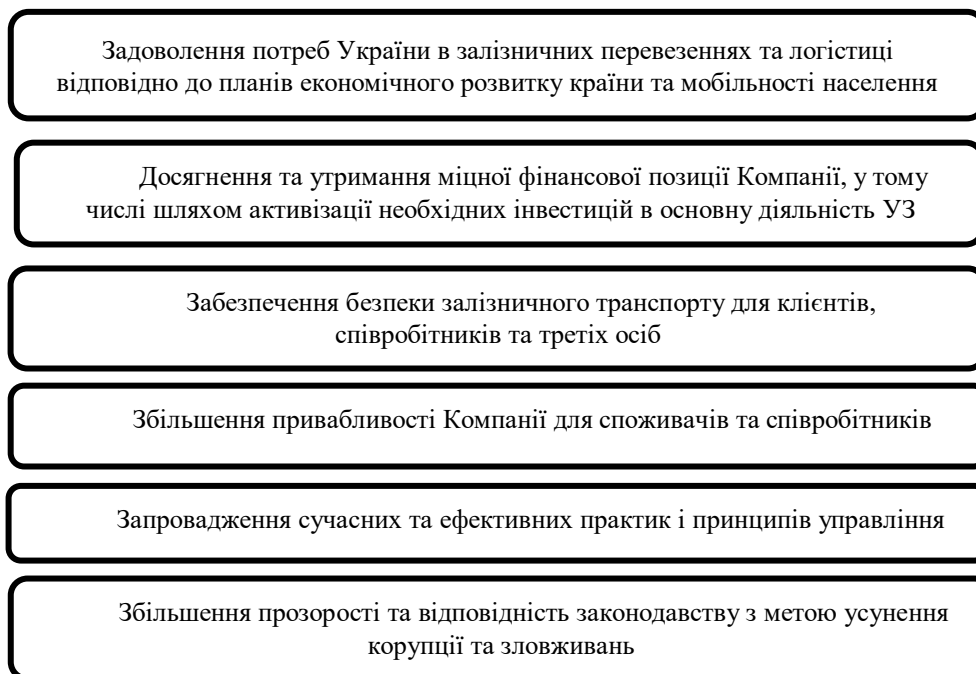 Задоволення потреб України в залізничних перевезеннях та логістиці
відповідно до планів економічного розвитку країни та мобільності населення
Досягнення та утримання міцної фінансової позиції Компанії, у тому
числі шляхом активізації необхідних інвестицій в основну діяльність УЗ
Забезпечення безпеки залізничного транспорту для клієнтів,
співробітників та третіх осіб
Збільшення привабливості Компанії для споживачів та співробітників
Запровадження сучасних та ефективних практик і принципів управління
Збільшення прозорості та відповідність законодавству з метою усунення
корупції та зловживань